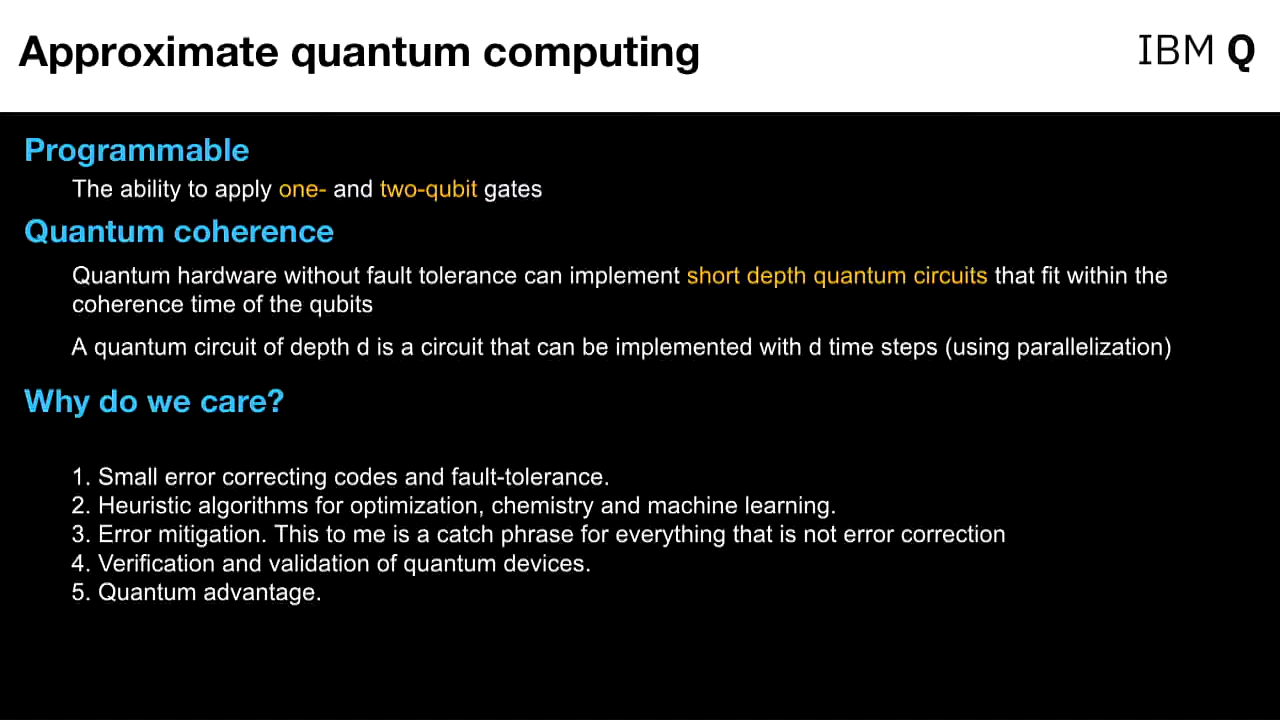 Approximate quantum computing
IBM Q
Programmable
The ability to apply one- and two-qubit gates
Quantum coherence
Quantum hardware without fault tolerance can implement short depth quantum circuits that fit within the
coherence time of the qubits
A quantum circuit of depth d is a circuit that can be implemented with d time steps (using parallelization)
Why do we care?
1. Small error correcting codes and fault-tolerance.
2. Heuristic algorithms for optimization, chemistry and machine learning.
3. Error mitigation. This to me is a catch phrase for everything that is not error correction
4. Verification and validation of quantum devices.
5. Quantum advantage.